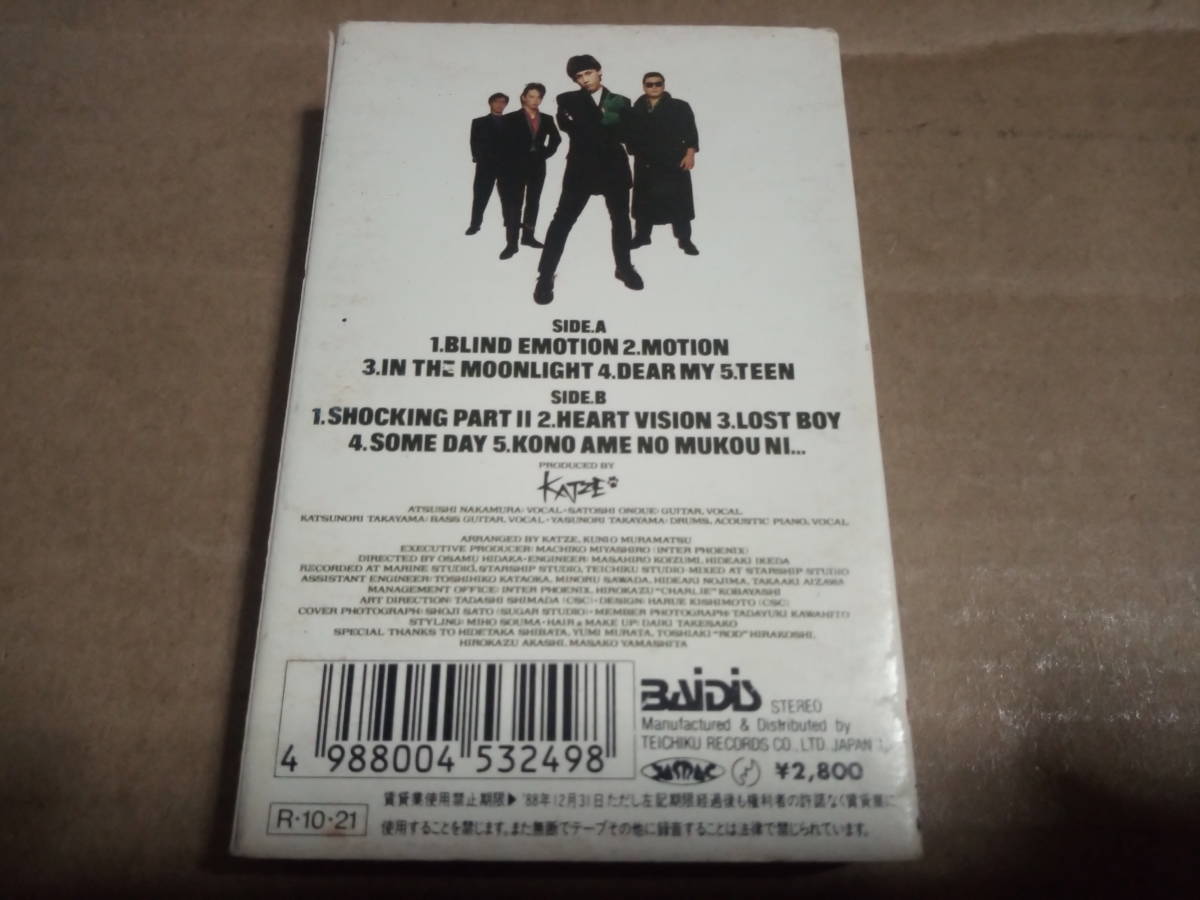 SIDE.A
1.BLIND EMOTION 2.MOTION
3.IN THE MOONLIGHT 4.DEAR MY 5.TEEN
SIDE.B
1.SHOCKING PART II 2.HEART VISION 3.LOST BOY
4.SOME DAY 5.KONO AME NO MUKOU NI...
PRODUCED BY
KATZE
ATSUSHI NAKAMURA: VOCAL・SATOSHI ONOUE: GUITAR, VOCAL
KATSUNORI TAKAYAMA: BASS GUITAR, VOCAL・YASUNORI TAKAYAMA: DRUMS, ACOUSTIC PIANO, VOCAL
ARRANGED BY KATZE, KUNIO MURAMATSU
EXECUTIVE PRODUCER: MACHIKO MIYASHIRO (INTER PHOENIX)
DIRECTED BY OSAMU HIDAKA・ENGINEER: MASAHIRO KOIZUMI, HIDEAKI IKEDA
RECORDED AT MARINE STUDIO, STARSHIP STUDIO, TEICHIKU STUDIO・MIXED AT STARSHIP STUDIO
ASSISTANT ENGINEER: TOSHIHIKO KATAOKA, MINORU SAWADA, HIDEAKI NOJIMA, TAKAAKI AIZAWA
MANAGEMENT OFFICE: INTER PHOENIX, HIROKAZU "CHARLIE" KOBAYASHI
ART DIRECTION: TADASHI SHIMADA (CSC)・DESIGN: HARUE KISHIMOTO (CSC)
COVER PHOTOGRAPH: SHOJI SATO (SUGAR STUDIO)・MEMBER PHOTOGRAPH: TADAYUKI KAWAHITO
STYLING: MIHO SOUMA・HAIR & MAKE UP: DAIKI TAKESAKO
SPECIAL THANKS TO HIDETAKA SHIBATA, YUMI MURATA, TOSHIAKI "ROD" HIRAKOSHI,
HIROKAZU AKASHI, MASAKO YAMASHITA
BAiDiS STEREO
Manufactured & Distributed by
TEICHIKU RECORDS CO., LTD. JAPAN
JASRAC ¥2,800
4 988004 532498
賃貸業使用禁止期限▶'88年12月31日ただし左記期限経過後も権利者の許諾なく賃貸業に
R・10・21
使用することを禁じます。また無断でテープその他に録音することは法律で禁じられています。